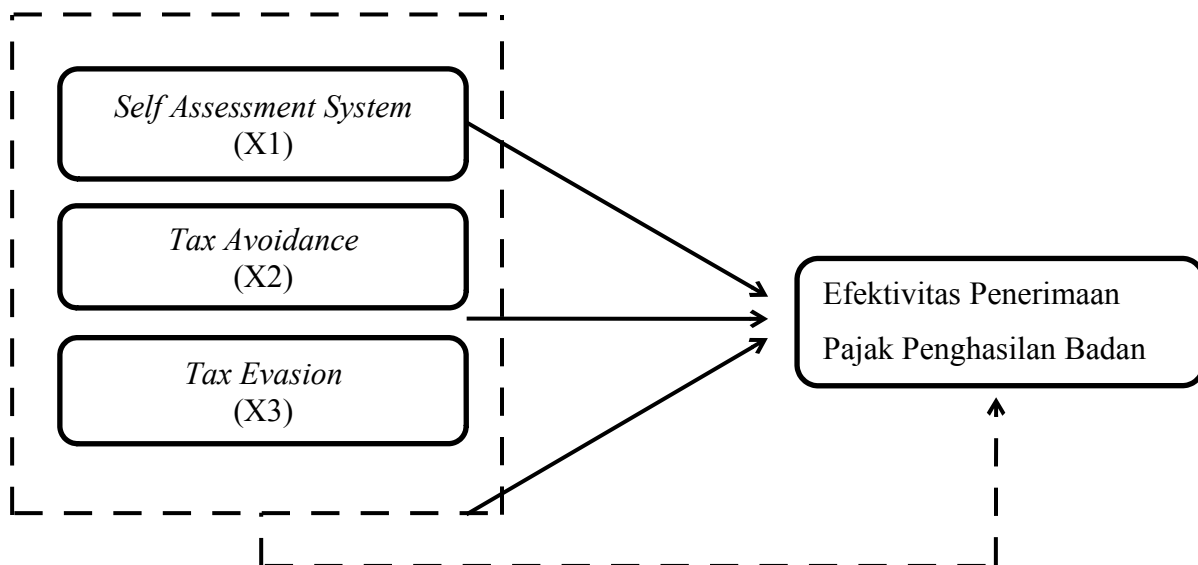 Self Assessment System
(X1)
Tax Avoidance
(X2)
Tax Evasion
(X3)
Efektivitas Penerimaan
Pajak Penghasilan Badan